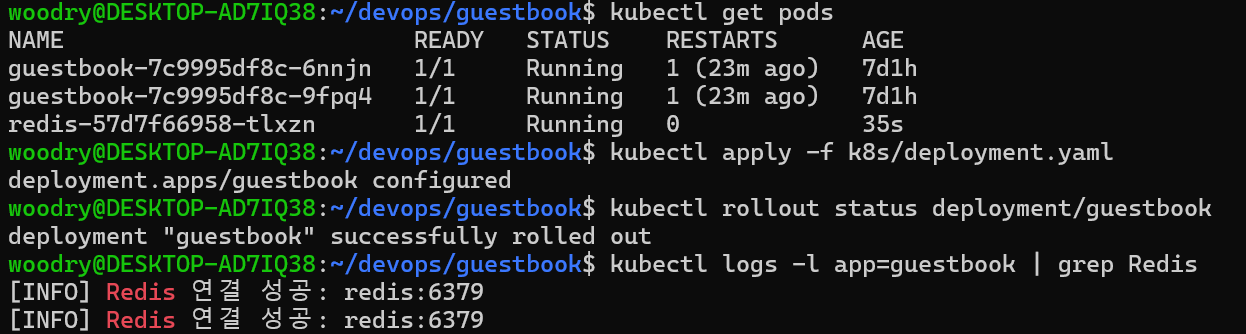 woodry@DESKTOP-AD7IQ38:~/devops/guestbook$ kubectl get pods
NAME                         READY   STATUS    RESTARTS      AGE
guestbook-7c9995df8c-6nnjn   1/1     Running   1 (23m ago)   7d1h
guestbook-7c9995df8c-9fpq4   1/1     Running   1 (23m ago)   7d1h
redis-57d7f66958-tlxzn       1/1     Running   0             35s
woodry@DESKTOP-AD7IQ38:~/devops/guestbook$ kubectl apply -f k8s/deployment.yaml
deployment.apps/guestbook configured
woodry@DESKTOP-AD7IQ38:~/devops/guestbook$ kubectl rollout status deployment/guestbook
deployment "guestbook" successfully rolled out
woodry@DESKTOP-AD7IQ38:~/devops/guestbook$ kubectl logs -l app=guestbook | grep Redis
[INFO] Redis 연결 성공: redis:6379
[INFO] Redis 연결 성공: redis:6379